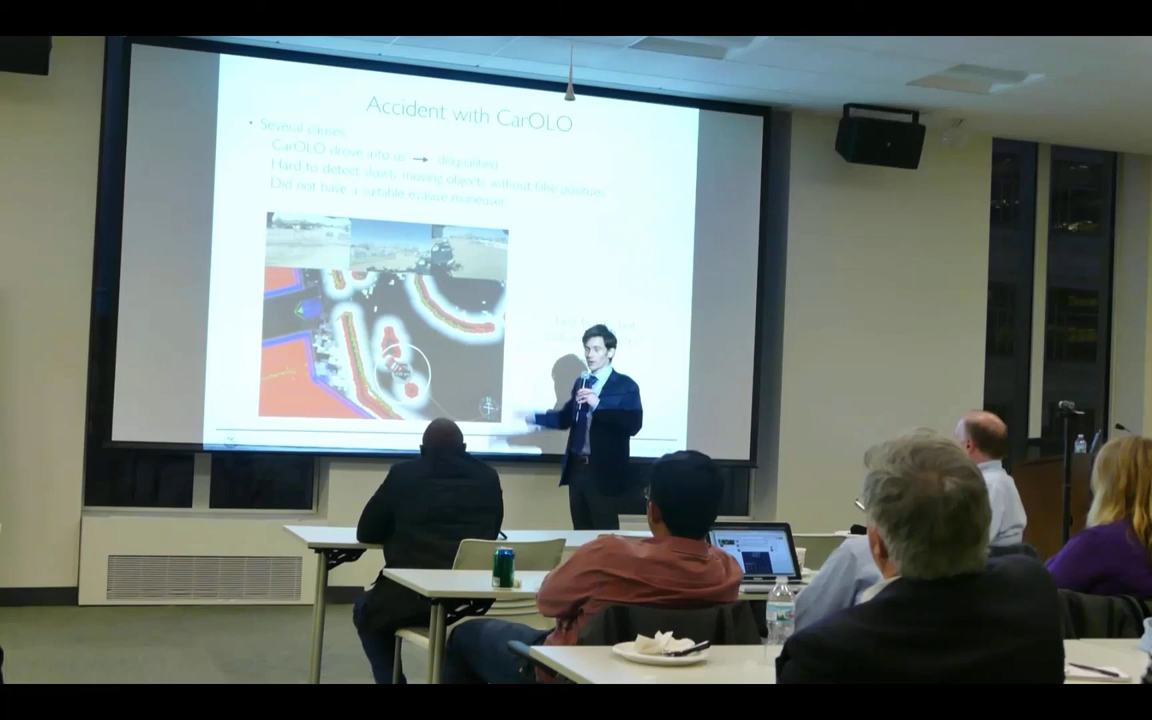 Accident with CarOLO
• Several causes
CarOLO drove into us → disqualified
Hard to detect slowly moving objects without false positives
Did not have a suitable evasive maneuver